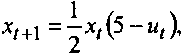 x_{t+1} = \frac{1}{2} x_t (5 - u_t),